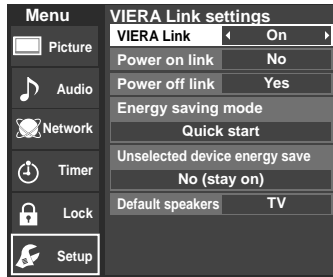 Menu
Picture
Audio
Network
Timer
Lock
Setup
VIERA Link settings
VIERA Link On
Power on link No
Power off link Yes
Energy saving mode
Quick start
Unselected device energy save
No (stay on)
Default speakers TV